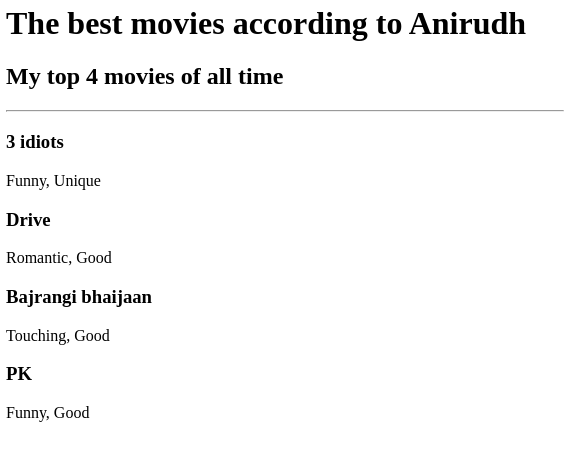 The best movies according to Anirudh
My top 4 movies of all time
3 idiots
Funny, Unique
Drive
Romantic, Good
Bajrangi bhaijaan
Touching, Good
PK
Funny, Good